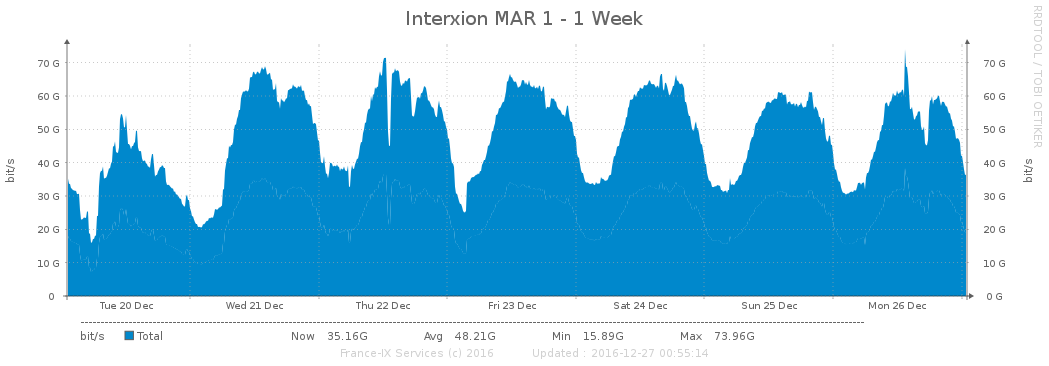 Interxion MAR 1 - 1 Week
RRDTOOL / TOBI OETIKER
bit/s
70 G
60 G
50 G
40 G
30 G
20 G
10 G
0
70 G
60 G
50 G
40 G
30 G
20 G
10 G
0 G
bit/s
Tue 20 Dec Wed 21 Dec Thu 22 Dec Fri 23 Dec Sat 24 Dec Sun 25 Dec Mon 26 Dec
bit/s Total Now 35.16G Avg 48.21G Min 15.89G Max 73.96G
France-IX Services (c) 2016 Updated : 2016-12-27 00:55:14